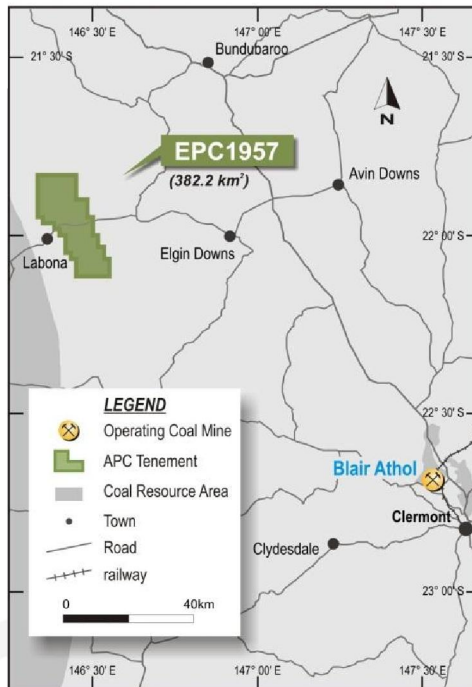 146 30' E
147 00' E
147 30' E
21 30' S
21 30' S
Bundubaroo
N
EPC1957
(382.2 km²)
Avin Downs
22 00' S
Labona
Elgin Downs
22 30' S
LEGEND
Operating Coal Mine
APC Tenement
Coal Resource Area
Town
Road
railway
0 40km
Blair Athol
Clermont
Clydesdale
23 00' S
146 30' E
147 00' E
147 30' E